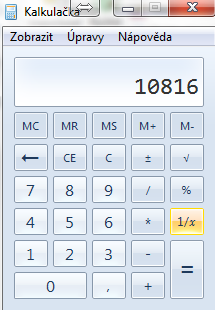 Kalkulačka
Zobrazit Úpravy Nápověda
10816
MC MR MS M+ M-
← CE C ± √
7 8 9 / %
4 5 6 * 1/x
1 2 3 - =
0 , +